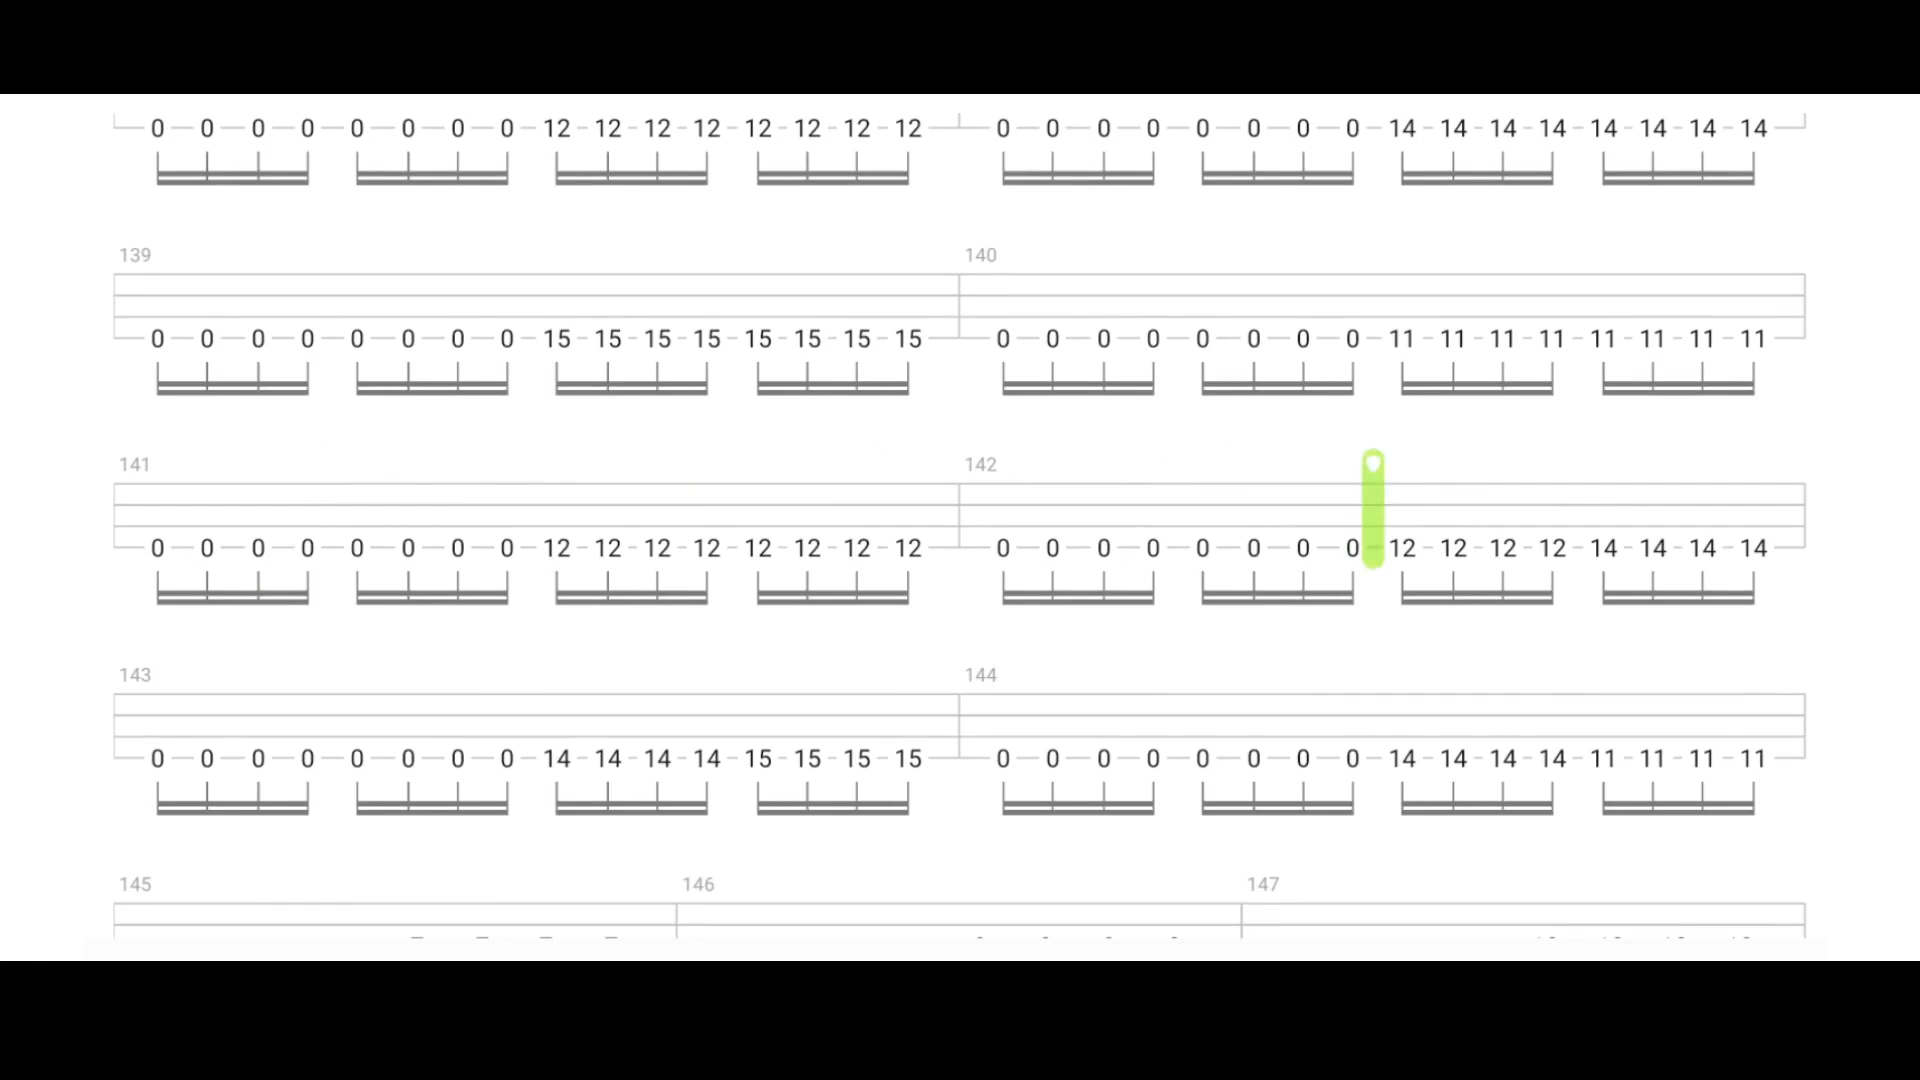 0 0 0 0 0 0 0 0 12 12 12 12 12 12 12 12 0 0 0 0 0 0 0 0 14 14 14 14 14 14 14 14
139 140
0 0 0 0 0 0 0 0 15 15 15 15 15 15 15 15 0 0 0 0 0 0 0 0 11 11 11 11 11 11 11 11
141 142
0 0 0 0 0 0 0 0 12 12 12 12 12 12 12 12 0 0 0 0 0 0 0 0 12 12 12 12 14 14 14 14
143 144
0 0 0 0 0 0 0 0 14 14 14 14 15 15 15 15 0 0 0 0 0 0 0 0 14 14 14 14 11 11 11 11
145 146 147